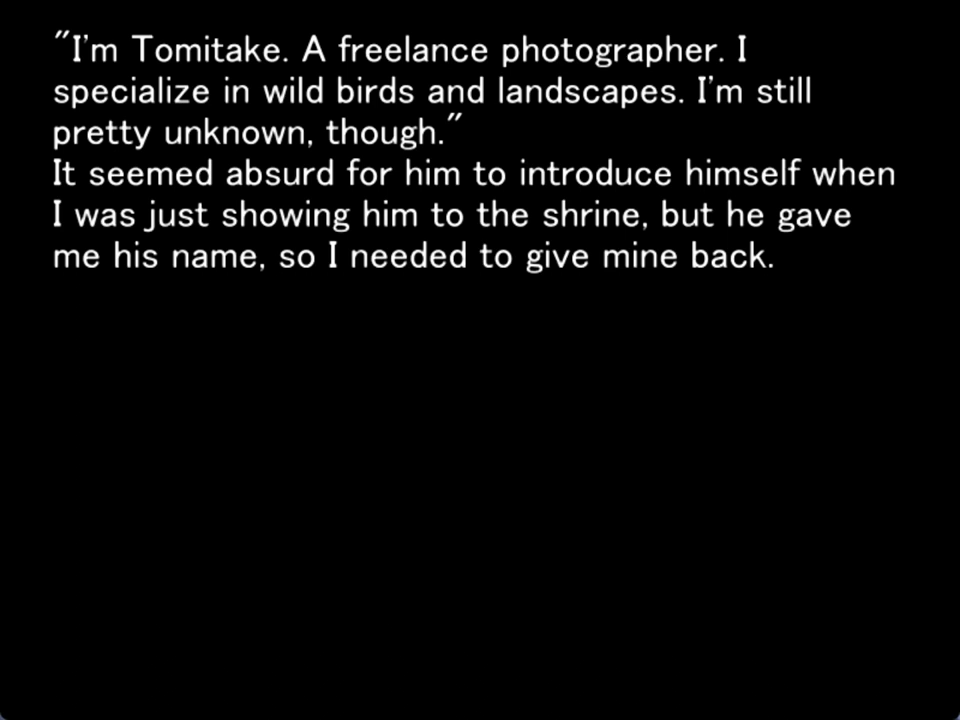 "I'm Tomitake. A freelance photographer. I
specialize in wild birds and landscapes. I'm still
pretty unknown, though."
It seemed absurd for him to introduce himself when
I was just showing him to the shrine, but he gave
me his name, so I needed to give mine back.